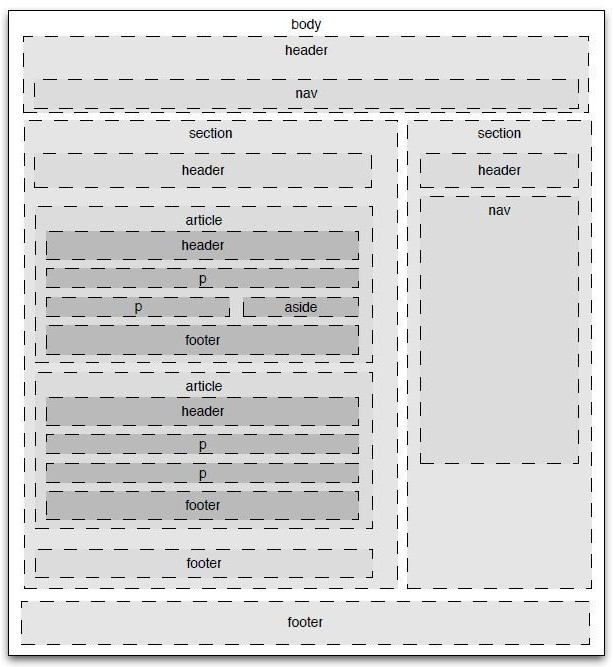 body
header
nav
section
header
article
header
p
p aside
footer
article
header
p
p
footer
footer
section
header
nav
footer